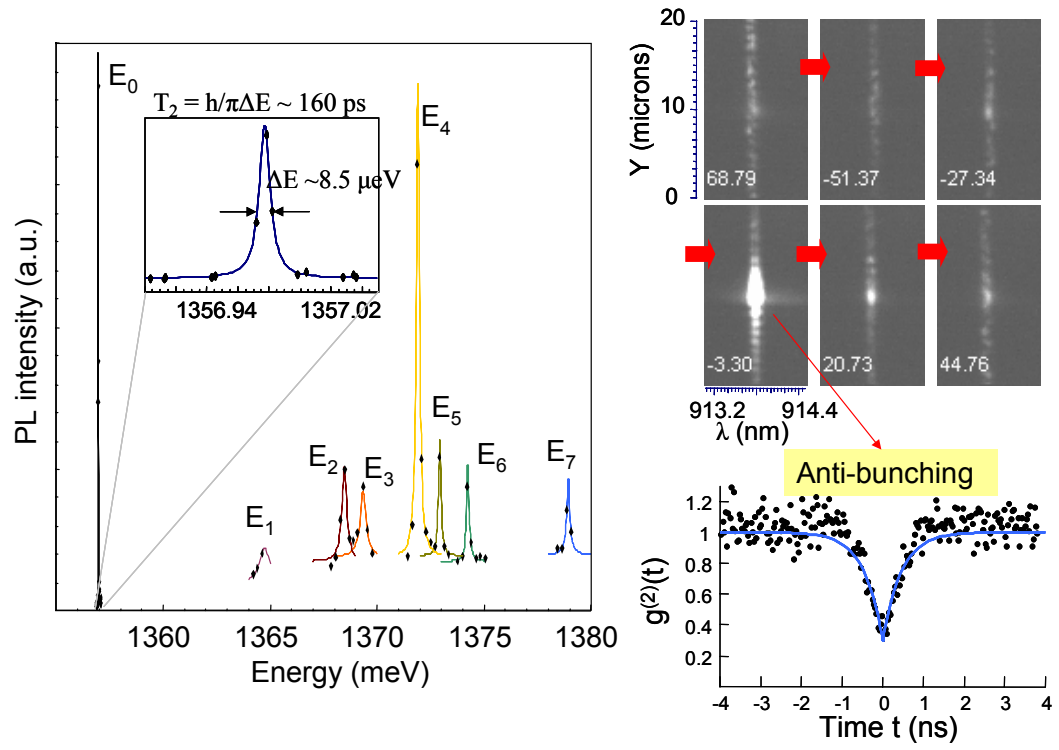 E0
T2 = h/πΔE ~ 160 ps
ΔE ~8.5 μeV
1356.94 1357.02
E1
E2
E3
E4
E5
E6
E7
PL intensity (a.u.)
1360 1365 1370 1375 1380
Energy (meV)
20
10
0
Y (microns)
68.79 -51.37 -27.34
-3.30 20.73 44.76
913.2 914.4
λ (nm)
Anti-bunching
1.2
1
0.8
0.6
0.4
0.2
g(2)(t)
-4 -3 -2 -1 0 1 2 3 4
Time t (ns)